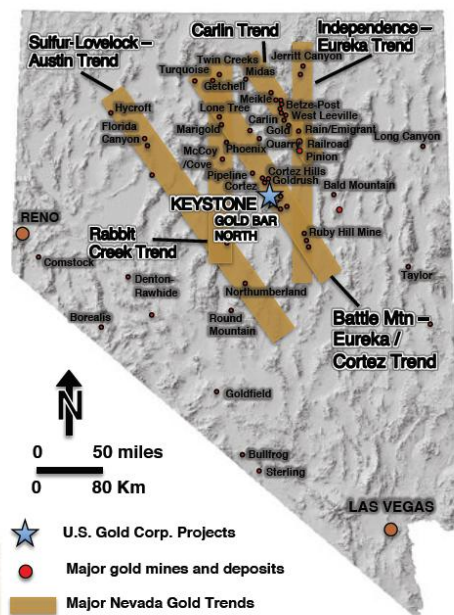 Carlin Trend
Independence –
Eureka Trend
Sulfur-Lovelock –
Austin Trend
Twin Creeks
Jerritt Canyon
Turquoise
Midas
Getchell
Meikle
Betze-Post
Hycroft
Lone Tree
West Leeville
Carlin
Florida
Canyon
Marigold
Gold
Quarry
Rain/Emigrant
Long Canyon
Railroad
Phoenix
Pinion
McCoy
/Cove
Pipeline
Cortez Hills
Goldrush
Cortez
Bald Mountain
KEYSTONE
GOLD BAR
NORTH
RENO
Rabbit
Creek Trend
Ruby Hill Mine
Comstock
Taylor
Denton-
Rawhide
Northumberland
Battle Mtn –
Eureka /
Cortez Trend
Borealis
Round
Mountain
N
Goldfield
0 50 miles
0 80 Km
Bullfrog
Sterling
LAS VEGAS
U.S. Gold Corp. Projects
Major gold mines and deposits
Major Nevada Gold Trends